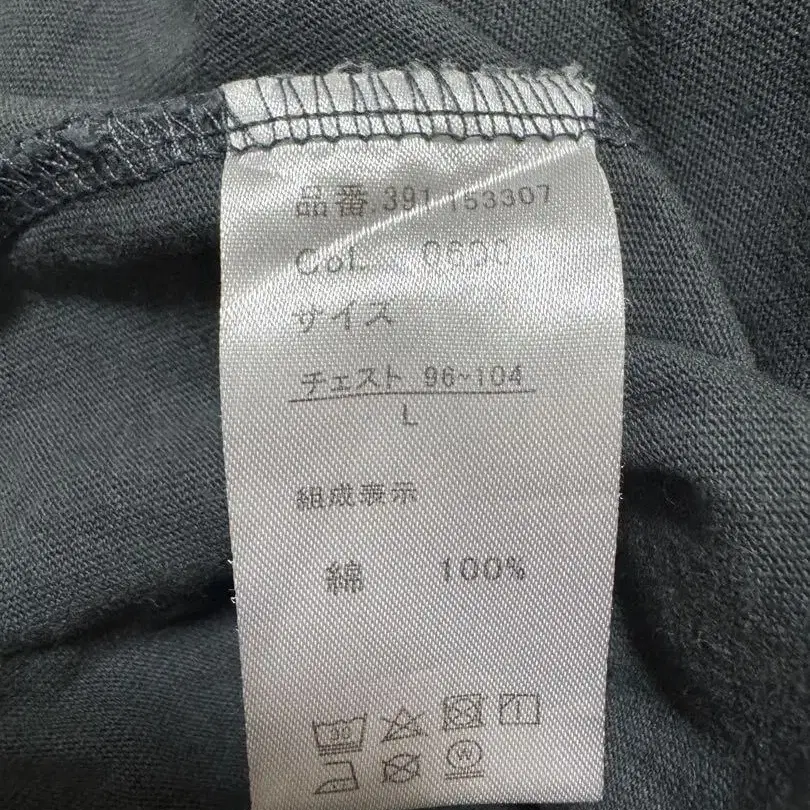 品番.391 153307
Col. 0600
サイズ
チェスト 96~104
L
組成表示
綿 100%
30
W